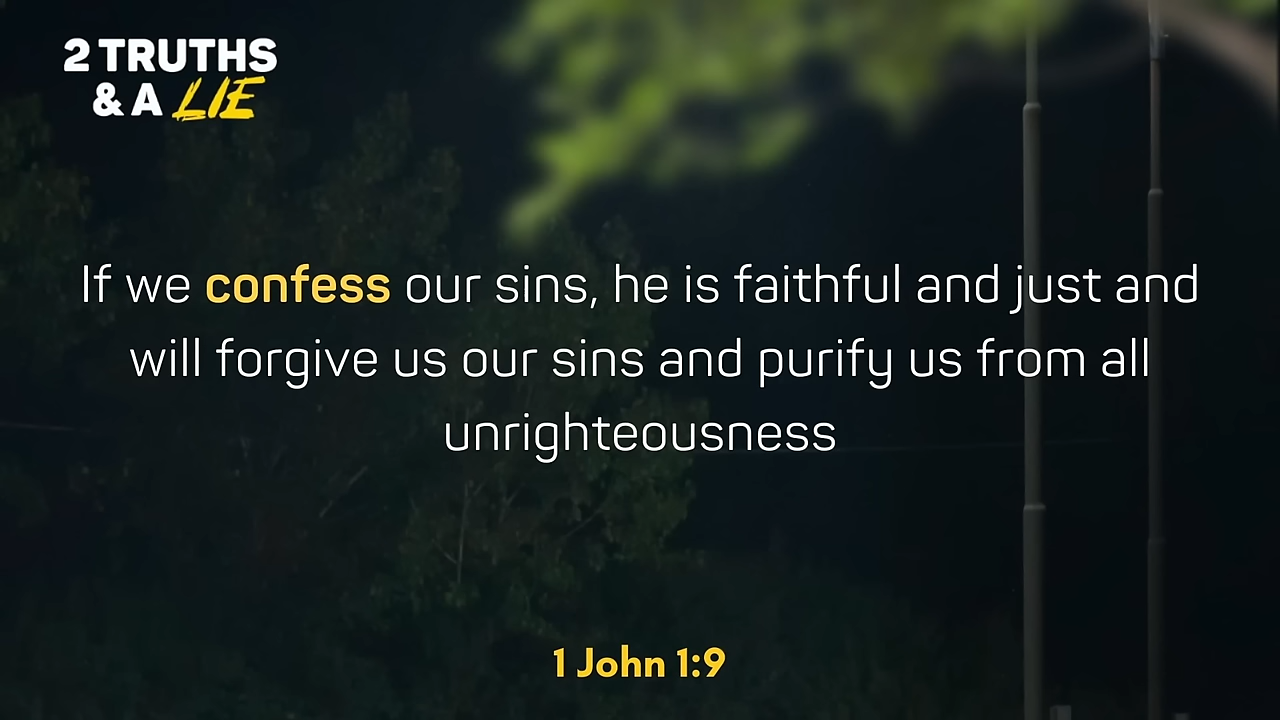 2 TRUTHS
& A LIE
If we confess our sins, he is faithful and just and
will forgive us our sins and purify us from all
unrighteousness
1 John 1:9